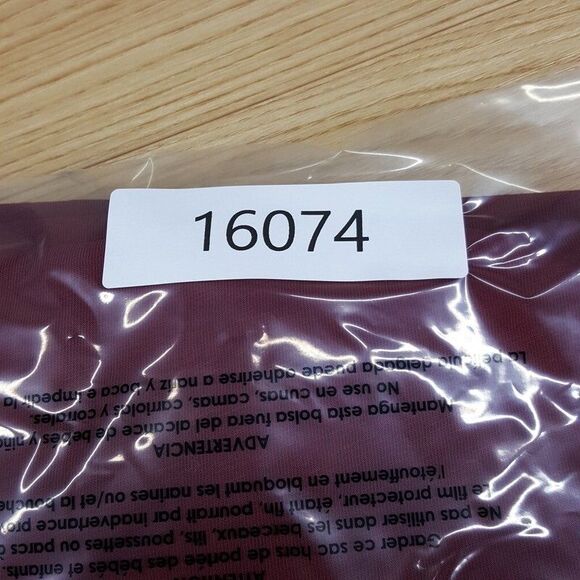 16074
ATTENTION
Garder ce sac hors de portée des bébés et enfants.
Ne pas utiliser dans les berceaux, lits, poussettes ou parcs
Le film protecteur, étant fin, pourrait par inadvertance
l'étouffement en bloquant les narines ou/et la bouche
ADVERTENCIA
Mantenga esta bolsa fuera del alcance de bebés y
No use en cunas, camas, carriolas y corrales.
La película delgada puede adherirse a nariz y boca e impedir la